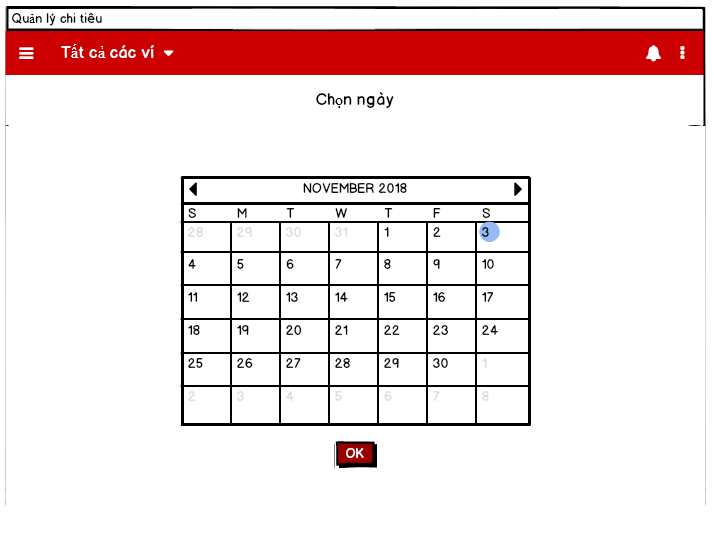 Quản lý chi tiêu
Tất cả các ví
Chọn ngày
NOVEMBER 2018
S M T W T F S
28 29 30 31 1 2 3
4 5 6 7 8 9 10
11 12 13 14 15 16 17
18 19 20 21 22 23 24
25 26 27 28 29 30 1
2 3 4 5 6 7 8
OK